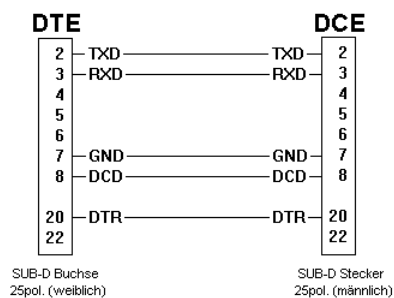 DTE DCE
2 TXD TXD 2
3 RXD RXD 3
4 4
5 5
6 6
7 GND GND 7
8 DCD DCD 8
20 DTR DTR 20
22 22
SUB-D Buchse SUB-D Stecker
25pol. (weiblich) 25pol. (männlich)